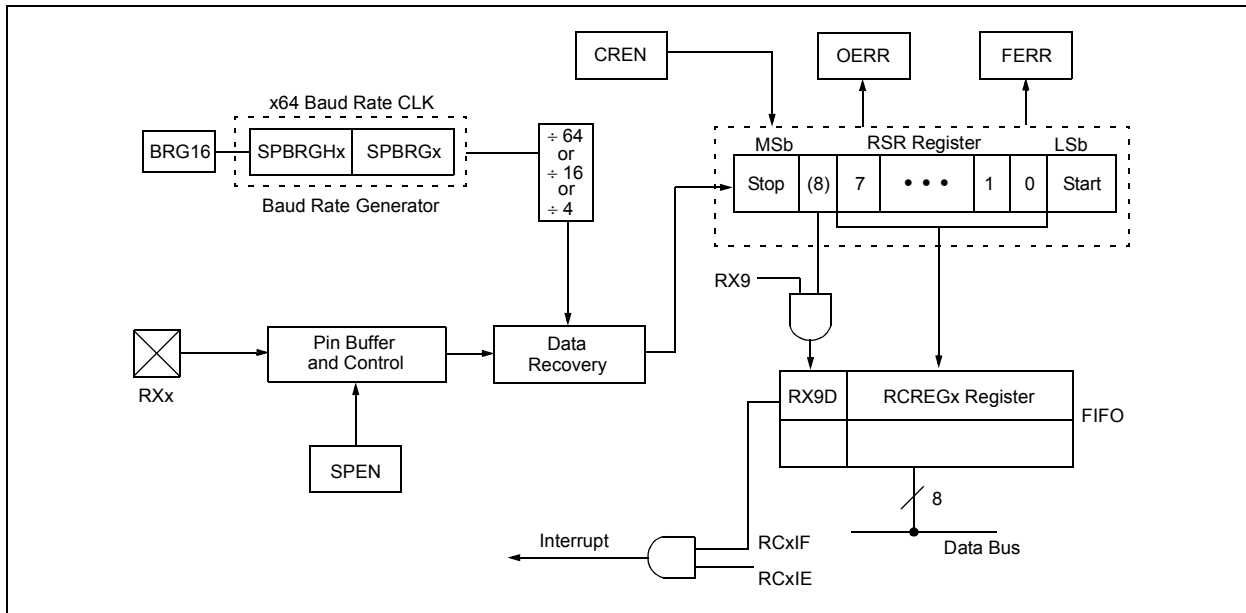 CREN
OERR
FERR
x64 Baud Rate CLK
BRG16
SPBRGHx
SPBRGx
Baud Rate Generator
÷ 64
or
÷ 16
or
÷ 4
MSb
RSR Register
LSb
Stop
(8)
7
• • •
1
0
Start
RX9
RXx
Pin Buffer
and Control
Data
Recovery
SPEN
RX9D
RCREGx Register
FIFO
8
Data Bus
Interrupt
RCxIF
RCxIE